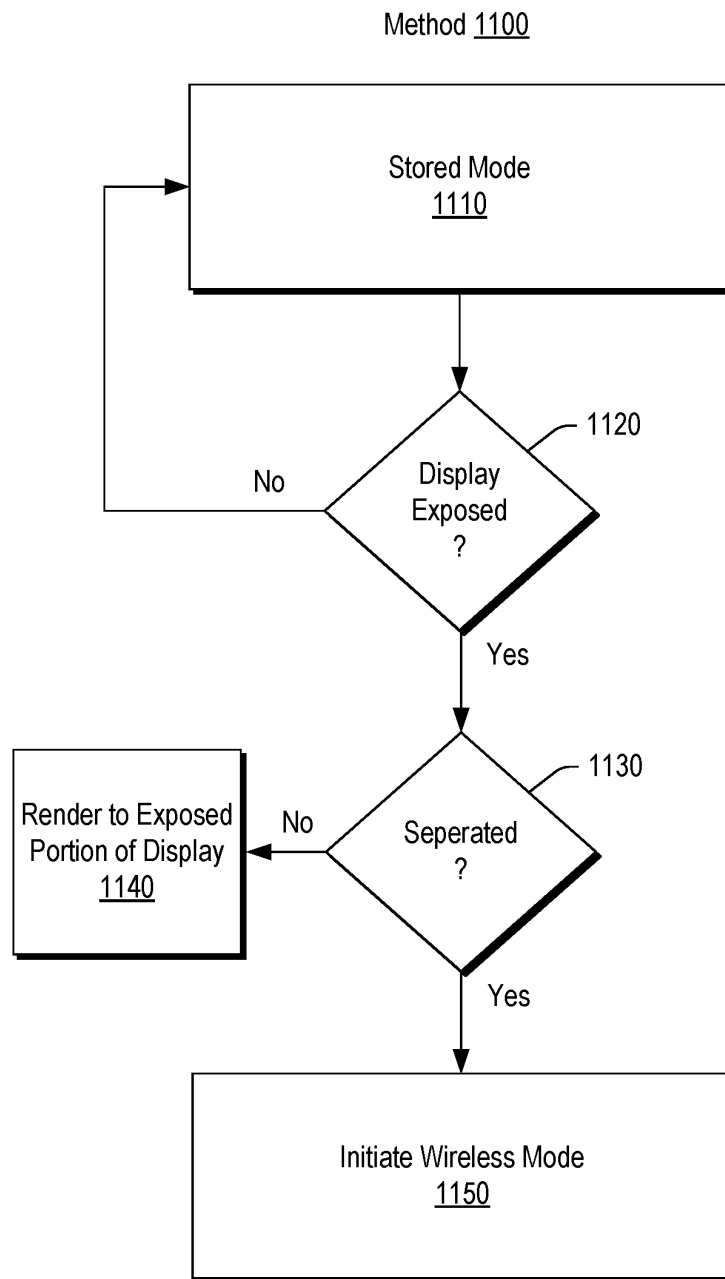 Method 1100
Stored Mode
1110
1120
Display
Exposed
?
No
Yes
1130
Seperated
?
No
Render to Exposed
Portion of Display
1140
Yes
Initiate Wireless Mode
1150